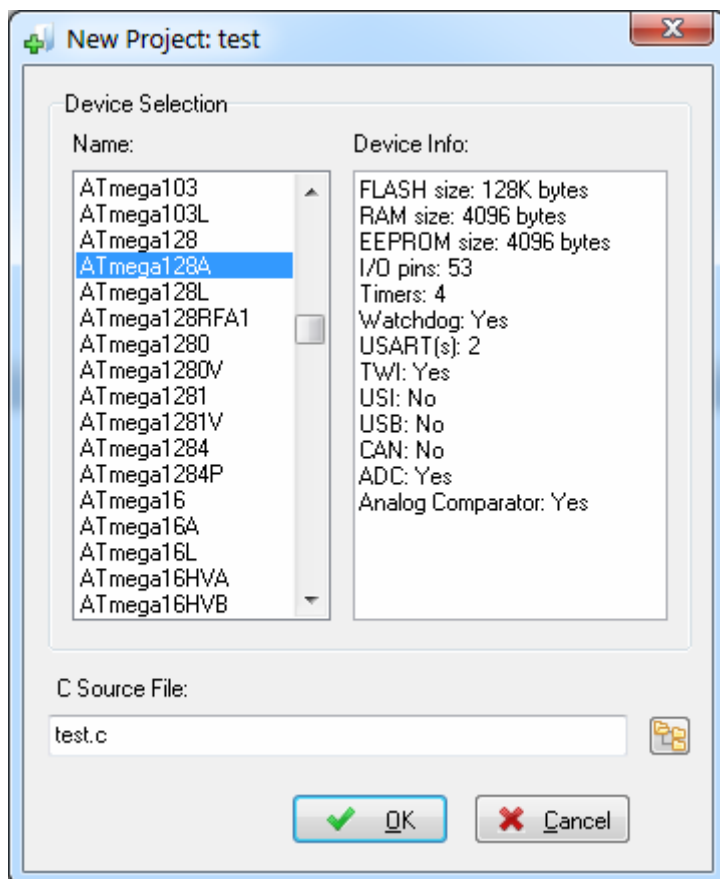 New Project: test
Device Selection
Name:
ATmega103
ATmega103L
ATmega128
ATmega128A
ATmega128L
ATmega128RFA1
ATmega1280
ATmega1280V
ATmega1281
ATmega1281V
ATmega1284
ATmega1284P
ATmega16
ATmega16A
ATmega16L
ATmega16HVA
ATmega16HVB
Device Info:
FLASH size: 128K bytes
RAM size: 4096 bytes
EEPROM size: 4096 bytes
I/O pins: 53
Timers: 4
Watchdog: Yes
USART(s): 2
TWI: Yes
USI: No
USB: No
CAN: No
ADC: Yes
Analog Comparator: Yes
C Source File:
test.c
OK
Cancel